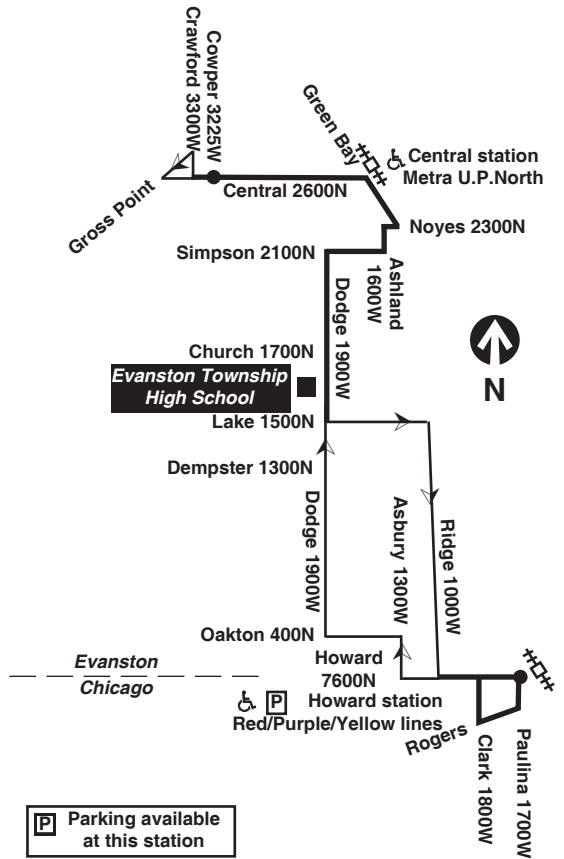 Cowper 3225W
Crawford 3300W
Green Bay
Central station
Metra U.P.North
Central 2600N
Gross Point
Noyes 2300N
Simpson 2100N
Ashland
1600W
Dodge 1900W
Church 1700N
Evanston Township
High School
N
Lake 1500N
Dempster 1300N
Dodge 1900W
Asbury 1300W
Ridge 1000W
Oakton 400N
Evanston
Chicago
Howard
7600N
P
Howard station
Red/Purple/Yellow lines
Rogers
Clark 1800W
Paulina 1700W
P
Parking available
at this station